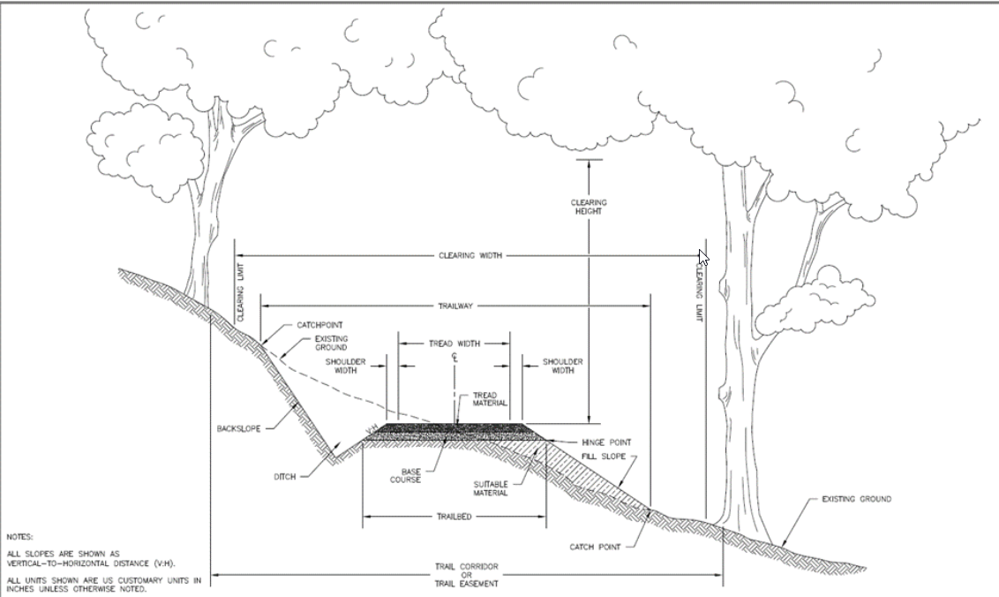 CLEARING
HEIGHT
CLEARING WIDTH
CLEARING LIMIT
CLEARING LIMIT
TRAILWAY
CATCHPOINT
EXISTING
GROUND
TREAD WIDTH
℄
SHOULDER
WIDTH
SHOULDER
WIDTH
TREAD
MATERIAL
BACKSLOPE
V:H
HINGE POINT
FILL SLOPE
DITCH
BASE
COURSE
SUITABLE
MATERIAL
EXISTING GROUND
TRAILBED
CATCH POINT
NOTES:
ALL SLOPES ARE SHOWN AS
VERTICAL-TO-HORIZONTAL DISTANCE (V:H).
ALL UNITS SHOWN ARE US CUSTOMARY UNITS IN
INCHES UNLESS OTHERWISE NOTED.
TRAIL CORRIDOR
OR
TRAIL EASEMENT